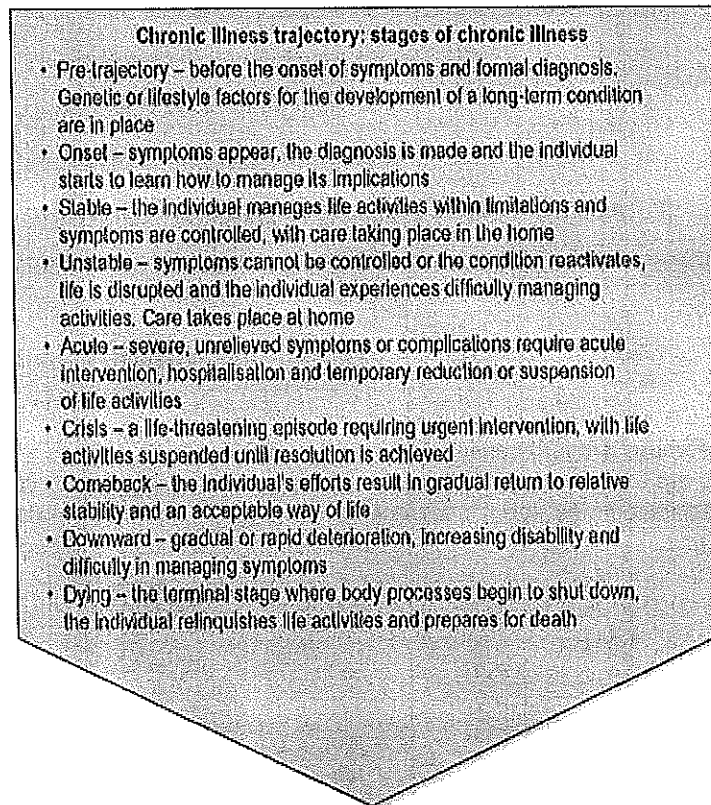 Chronic illness trajectory: stages of chronic illness
• Pre-trajectory – before the onset of symptoms and formal diagnosis.
Genetic or lifestyle factors for the development of a long-term condition
are in place
• Onset – symptoms appear, the diagnosis is made and the individual
starts to learn how to manage its implications
• Stable – the individual manages life activities within limitations and
symptoms are controlled, with care taking place in the home
• Unstable – symptoms cannot be controlled or the condition reactivates,
life is disrupted and the individual experiences difficulty managing
activities. Care takes place at home
• Acute – severe, unrelieved symptoms or complications require acute
intervention, hospitalisation and temporary reduction or suspension
of life activities
• Crisis – a life-threatening episode requiring urgent intervention, with life
activities suspended until resolution is achieved
• Comeback – the individual's efforts result in gradual return to relative
stability and an acceptable way of life
• Downward – gradual or rapid deterioration, increasing disability and
difficulty in managing symptoms
• Dying – the terminal stage where body processes begin to shut down,
the individual relinquishes life activities and prepares for death